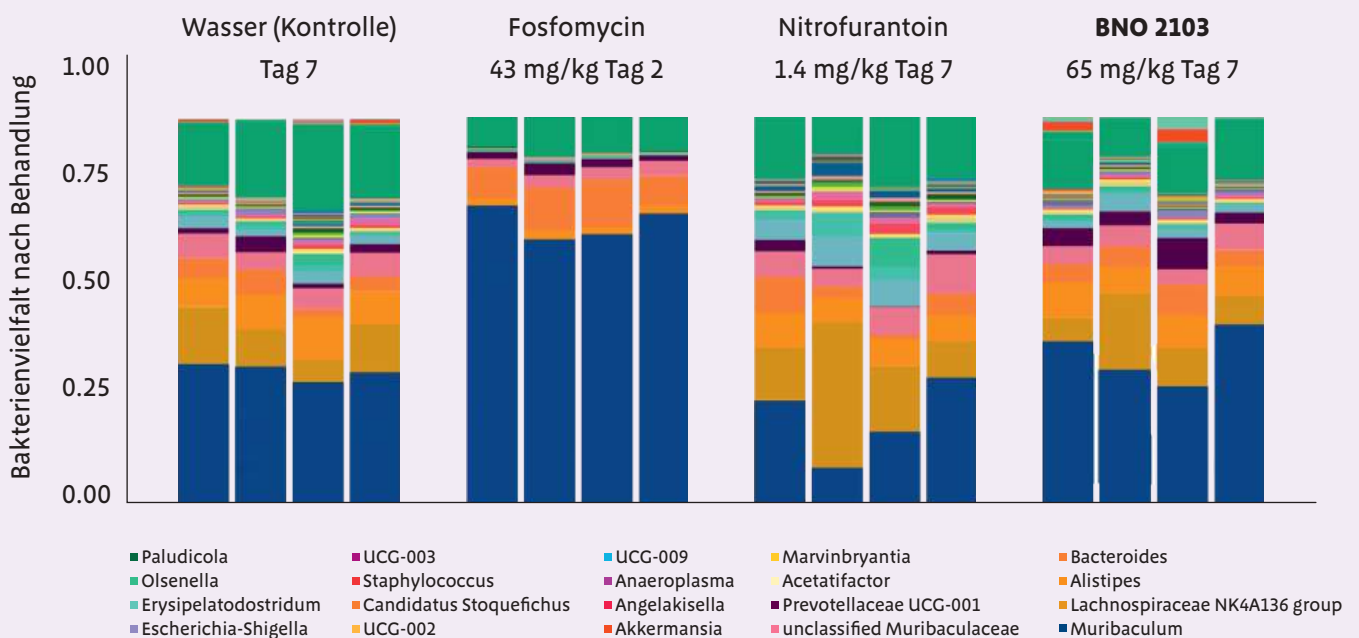 Wasser (Kontrolle)
Tag 7
Fosfomycin
43 mg/kg Tag 2
Nitrofurantoin
1.4 mg/kg Tag 7
BNO 2103
65 mg/kg Tag 7
Bakterienvielfalt nach Behandlung
1.00
0.75
0.50
0.25
0.00
Paludicola
Olsenella
Erysipelatodostridum
Escherichia-Shigella
UCG-003
Staphylococcus
Candidatus Stoquefichus
UCG-002
UCG-009
Anaeroplasma
Angelakisella
Akkermansia
Marvinbryantia
Acetatifactor
Prevotellaceae UCG-001
unclassified Muribaculaceae
Bacteroides
Alistipes
Lachnospiraceae NK4A136 group
Muribaculum